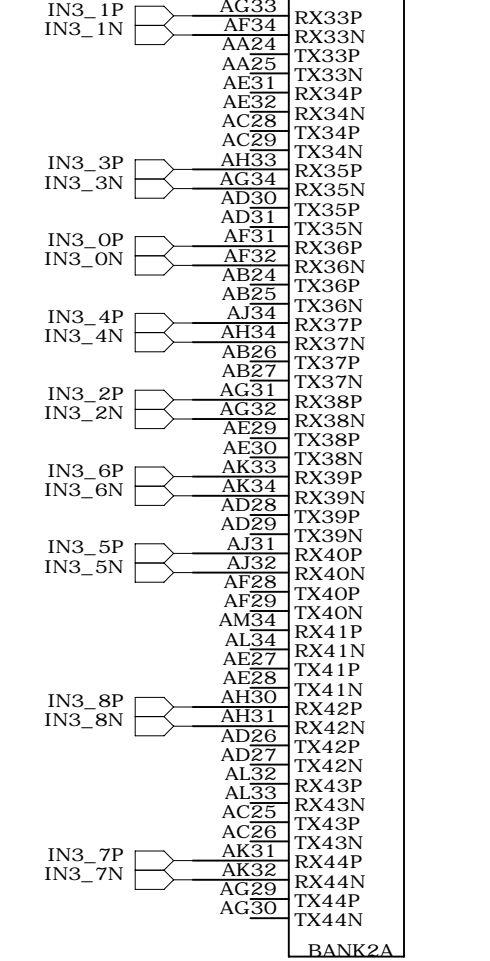 IN3_1P AG33 RX33P
IN3_1N AF34 RX33N
AA24 TX33P
AA25 TX33N
AE31 RX34P
AE32 RX34N
AC28 TX34P
AC29 TX34N
IN3_3P AH33 RX35P
IN3_3N AG34 RX35N
AD30 TX35P
AD31 TX35N
IN3_0P AF31 RX36P
IN3_0N AF32 RX36N
AB24 TX36P
AB25 TX36N
IN3_4P AJ34 RX37P
IN3_4N AH34 RX37N
AB26 TX37P
AB27 TX37N
IN3_2P AG31 RX38P
IN3_2N AG32 RX38N
AE29 TX38P
AE30 TX38N
IN3_6P AK33 RX39P
IN3_6N AK34 RX39N
AD28 TX39P
AD29 TX39N
IN3_5P AJ31 RX40P
IN3_5N AJ32 RX40N
AF28 TX40P
AF29 TX40N
AM34 RX41P
AL34 RX41N
AE27 TX41P
AE28 TX41N
IN3_8P AH30 RX42P
IN3_8N AH31 RX42N
AD26 TX42P
AD27 TX42N
AL32 RX43P
AL33 RX43N
AC25 TX43P
AC26 TX43N
IN3_7P AK31 RX44P
IN3_7N AK32 RX44N
AG29 TX44P
AG30 TX44N
BANK2A